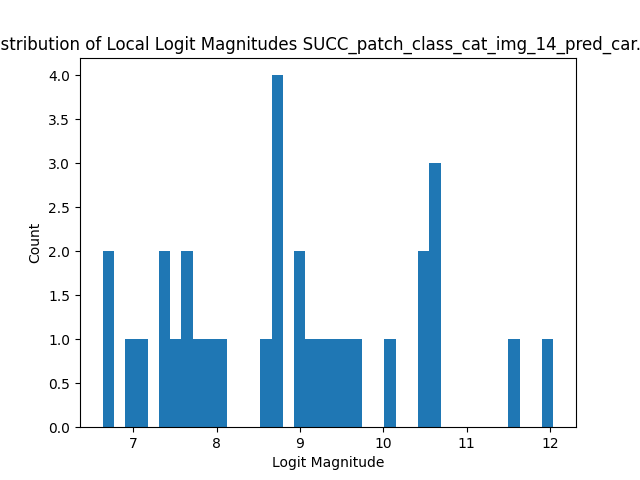 stribution of Local Logit Magnitudes SUCC_patch_class_cat_img_14_pred_car.
4.0
3.5
3.0
2.5
2.0
1.5
1.0
0.5
0.0
Count
7 8 9 10 11 12
Logit Magnitude